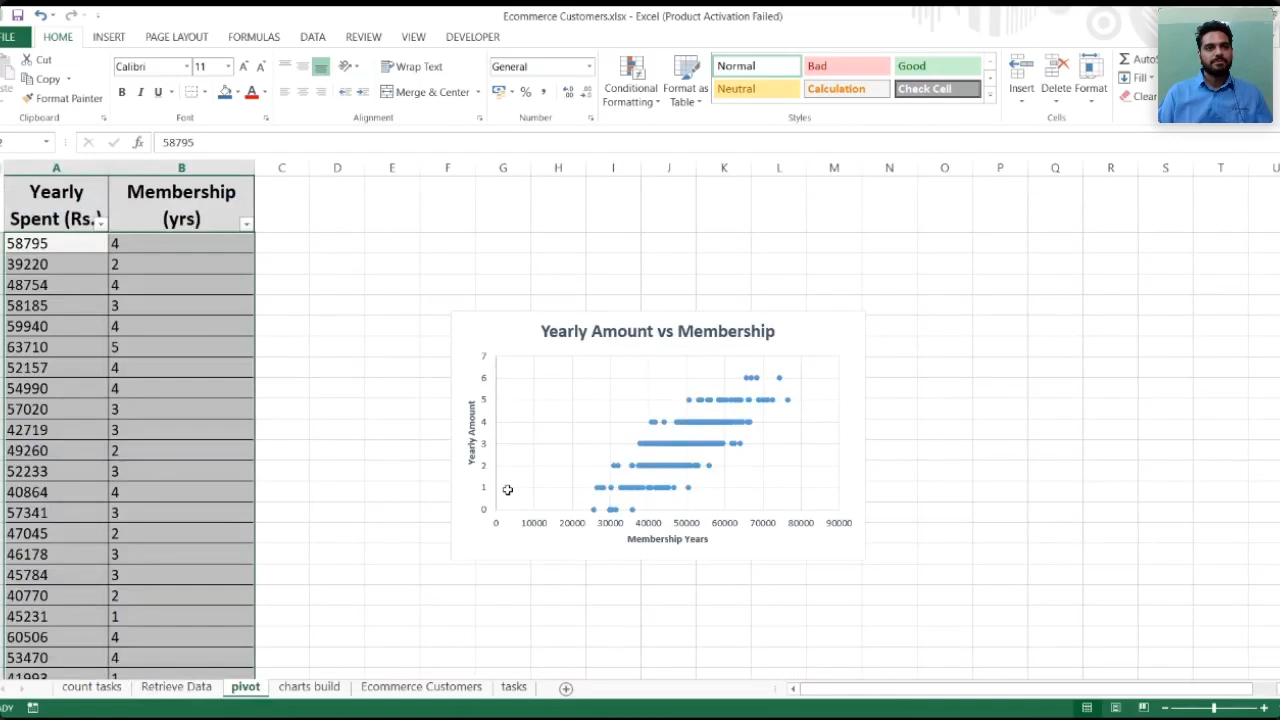 Ecommerce Customers.xlsx - Excel (Product Activation Failed)
FILE HOME INSERT PAGE LAYOUT FORMULAS DATA REVIEW VIEW DEVELOPER
Cut
Copy
Format Painter
Clipboard
Calibri 11
B I U
Font
Wrap Text
Merge & Center
Alignment
General
Number
Conditional
Formatting
Format as
Table
Normal Bad Good
Neutral Calculation Check Cell
Styles
Insert Delete Format
Cells
Fill
Clear
58795
A B C D E F G H I J K L M N O P Q R S T U
Yearly
Spent (Rs.)
Membership
(yrs)
58795 4
39220 2
48754 4
58185 3
59940 4
63710 5
52157 4
54990 4
57020 3
42719 3
49260 2
52233 3
40864 4
57341 3
47045 2
46178 3
45784 3
40770 2
45231 1
60506 4
53470 4
41993 1
Yearly Amount vs Membership
7
6
5
4
3
2
1
0
Yearly Amount
0 10000 20000 30000 40000 50000 60000 70000 80000 90000
Membership Years
count tasks Retrieve Data pivot charts build Ecommerce Customers tasks